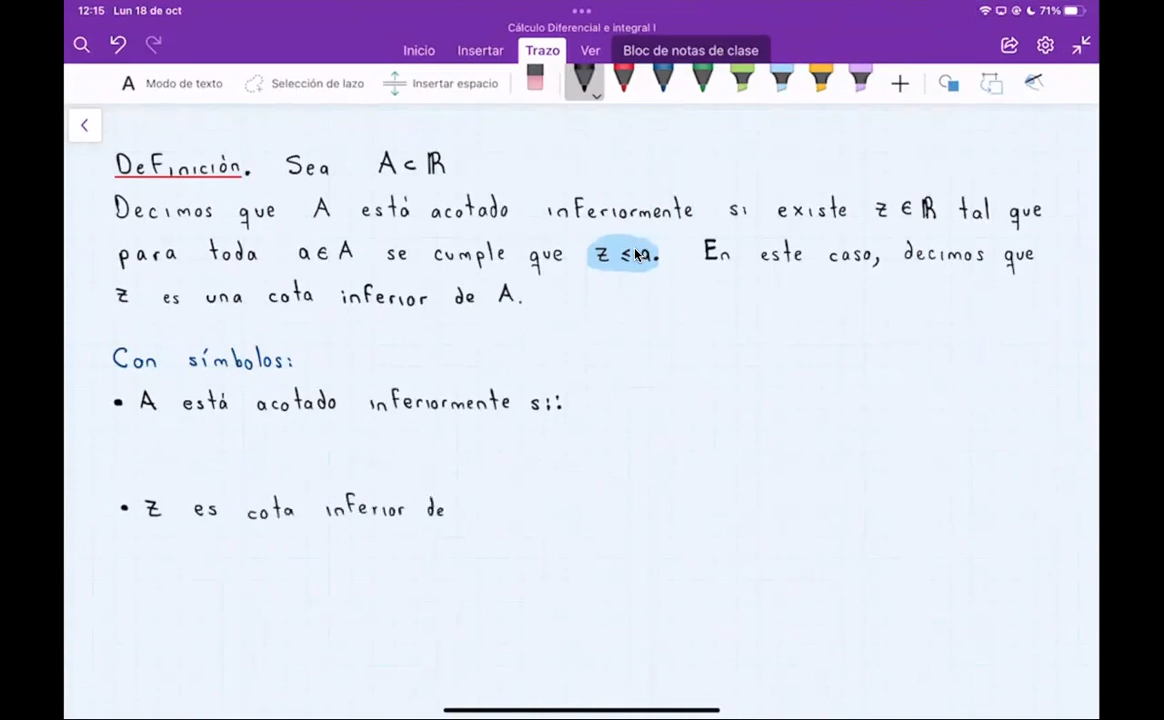 12:15 Lun 18 de oct
71%
Cálculo Diferencial e integral I
Inicio Insertar Trazo Ver Bloc de notas de clase
A Modo de texto Selección de lazo Insertar espacio
Definición. Sea A ⊂ ℝ
Decimos que A está acotado inferiormente si existe z ∈ ℝ tal que
para toda a ∈ A se cumple que z ≤ a. En este caso, decimos que
z es una cota inferior de A.
Con símbolos:
• A está acotado inferiormente si:
• z es cota inferior de